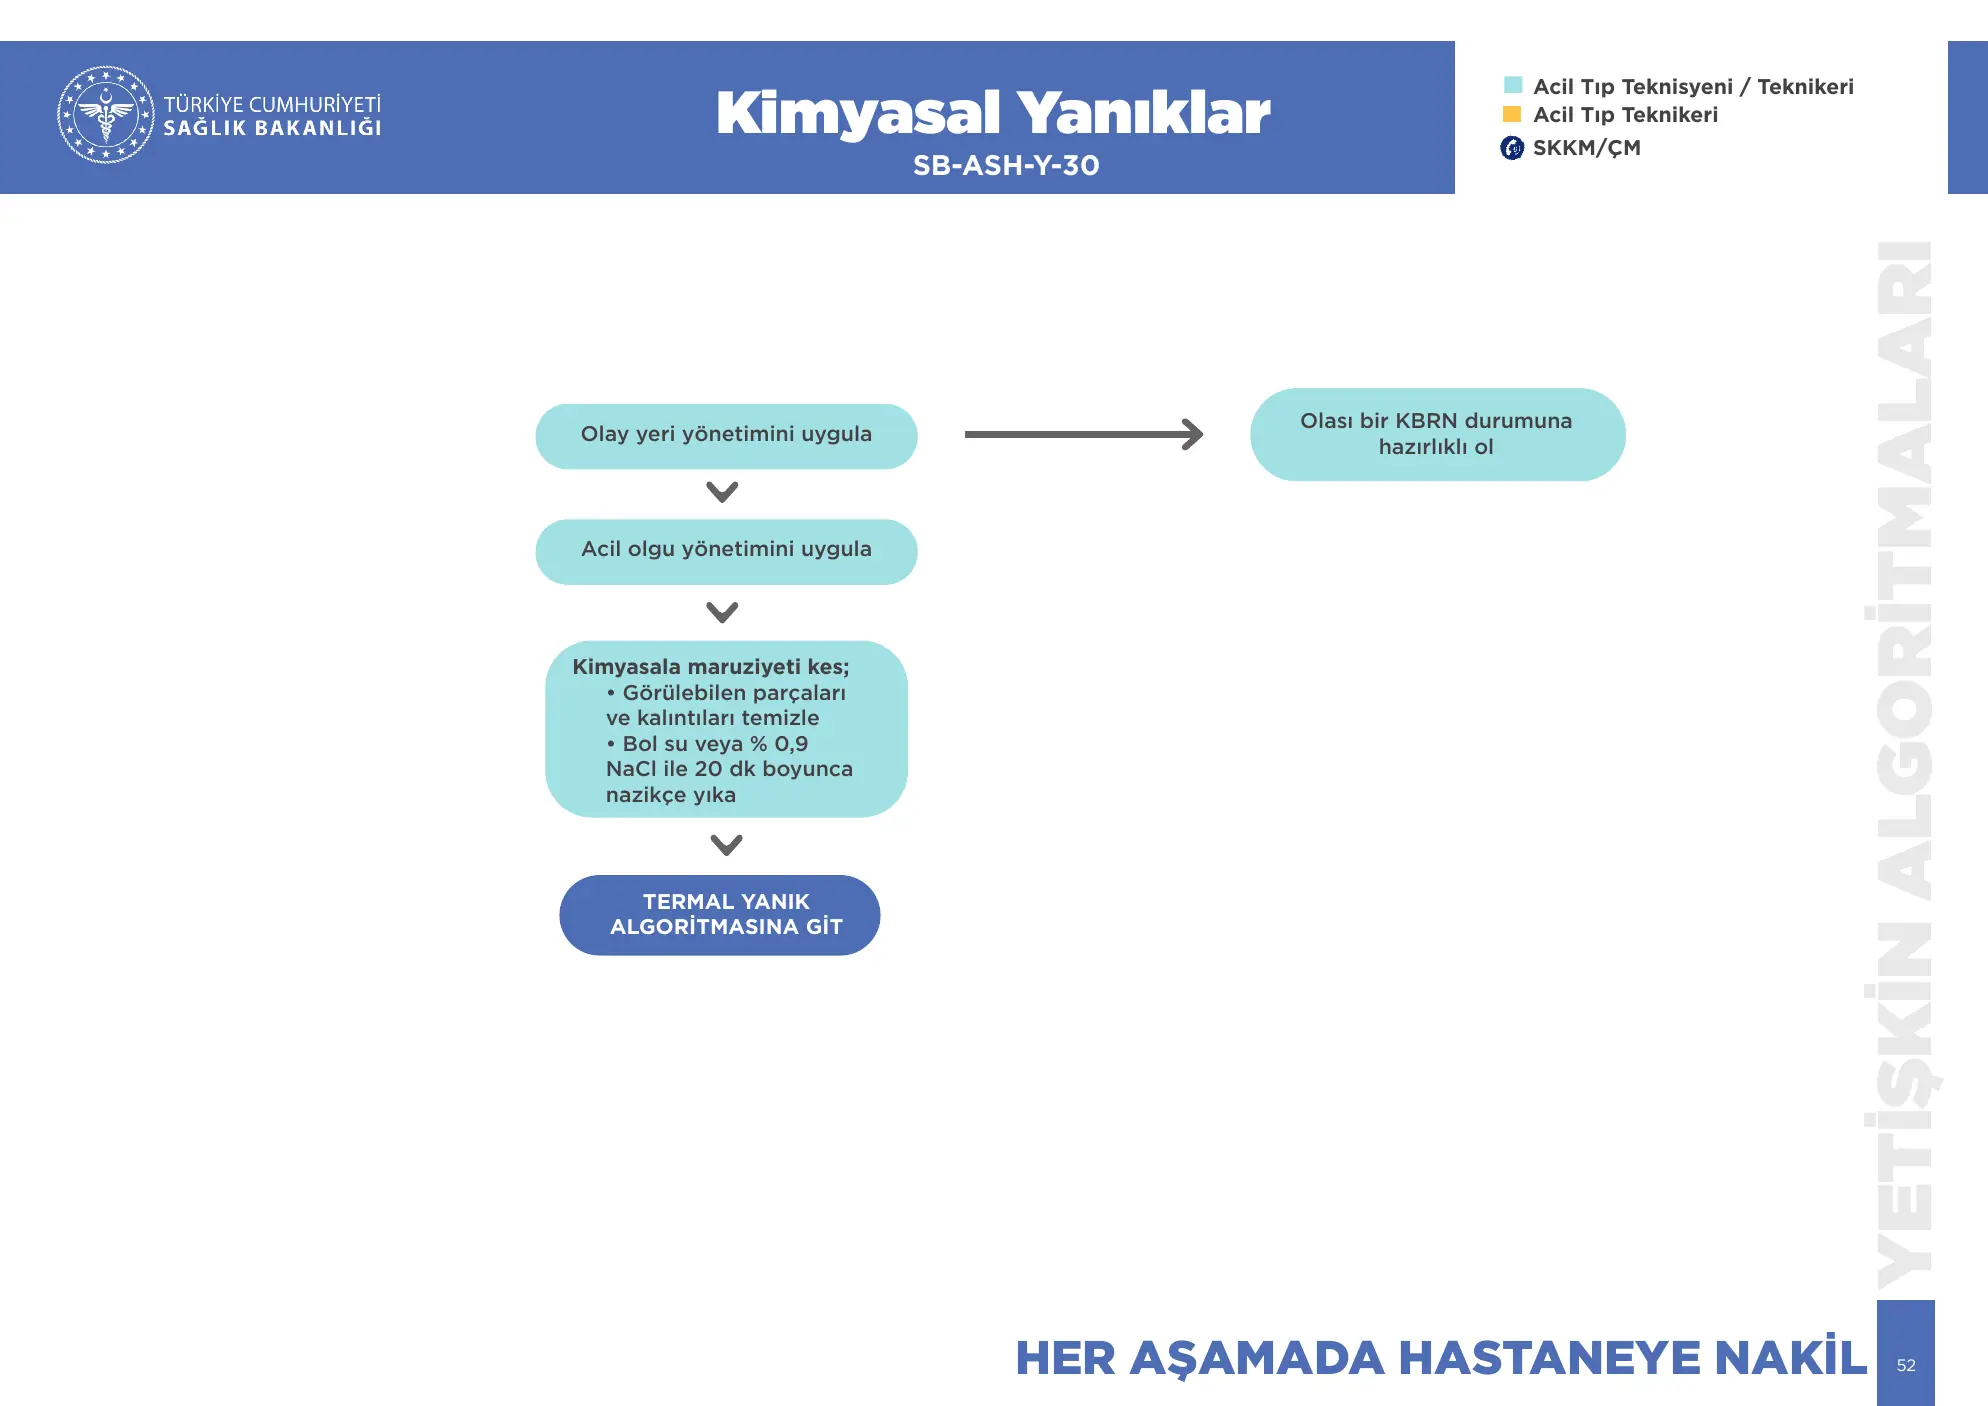 TÜRKİYE CUMHURİYETİ
SAĞLIK BAKANLIĞI
Kimyasal Yanıklar
SB-ASH-Y-30
Acil Tıp Teknisyeni / Teknikeri
Acil Tıp Teknikeri
SKKM/ÇM
Olay yeri yönetimini uygula
Olası bir KBRN durumuna
hazırlıklı ol
Acil olgu yönetimini uygula
Kimyasala maruziyeti kes;
• Görülebilen parçaları
ve kalıntıları temizle
• Bol su veya % 0,9
NaCl ile 20 dk boyunca
nazikçe yıka
TERMAL YANIK
ALGORİTMASINA GİT
YETİŞKİN ALGORİTMALARI
HER AŞAMADA HASTANEYE NAKİL
52